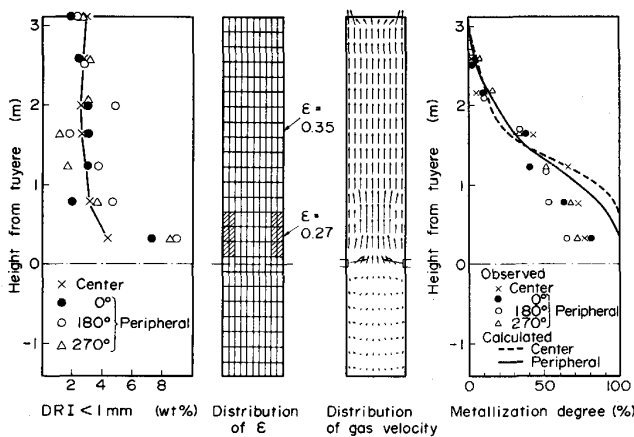 3
2
1
0
-1
Height from tuyere (m)
× Center
● 0°
○ 180°
△ 270°
Peripheral
2 4 6 8
DRI < 1 mm (wt%)
ε =
0.35
ε =
0.27
Distribution
of ε
Distribution
of gas velocity
3
2
1
0
-1
Height from tuyere (m)
Observed
× Center
● 0°
○ 180°
△ 270°
Peripheral
Calculated
Center
Peripheral
0 50 100
Metallization degree (%)